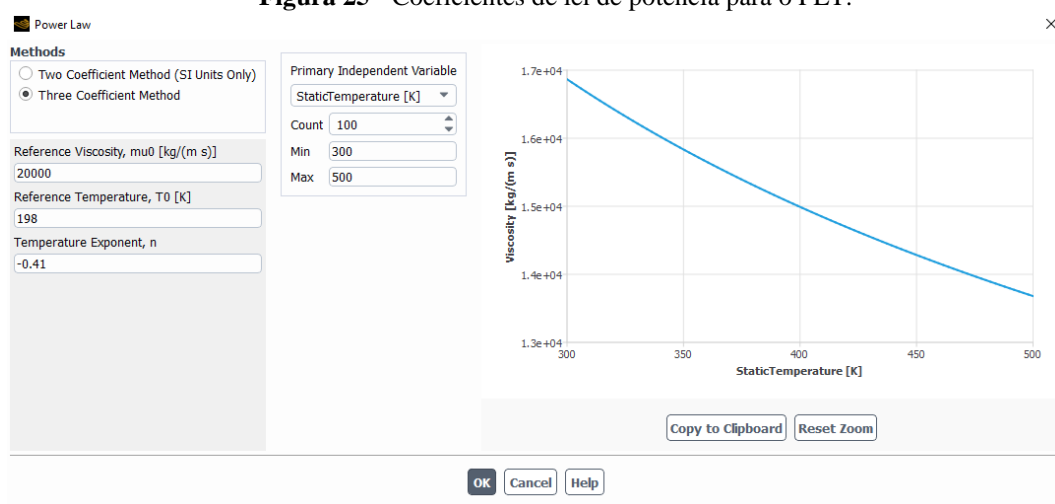 Figura 25 - Coeficientes de lei de potência para o PET.
Power Law
Methods
Two Coefficient Method (SI Units Only)
Three Coefficient Method
Reference Viscosity, mu0 [kg/(m s)]
20000
Reference Temperature, T0 [K]
198
Temperature Exponent, n
-0.41
Primary Independent Variable
StaticTemperature [K]
Count 100
Min 300
Max 500
Viscosity [kg/(m s)]
1.7e+04
1.6e+04
1.5e+04
1.4e+04
1.3e+04
300 350 400 450 500
StaticTemperature [K]
Copy to Clipboard Reset Zoom
OK Cancel Help